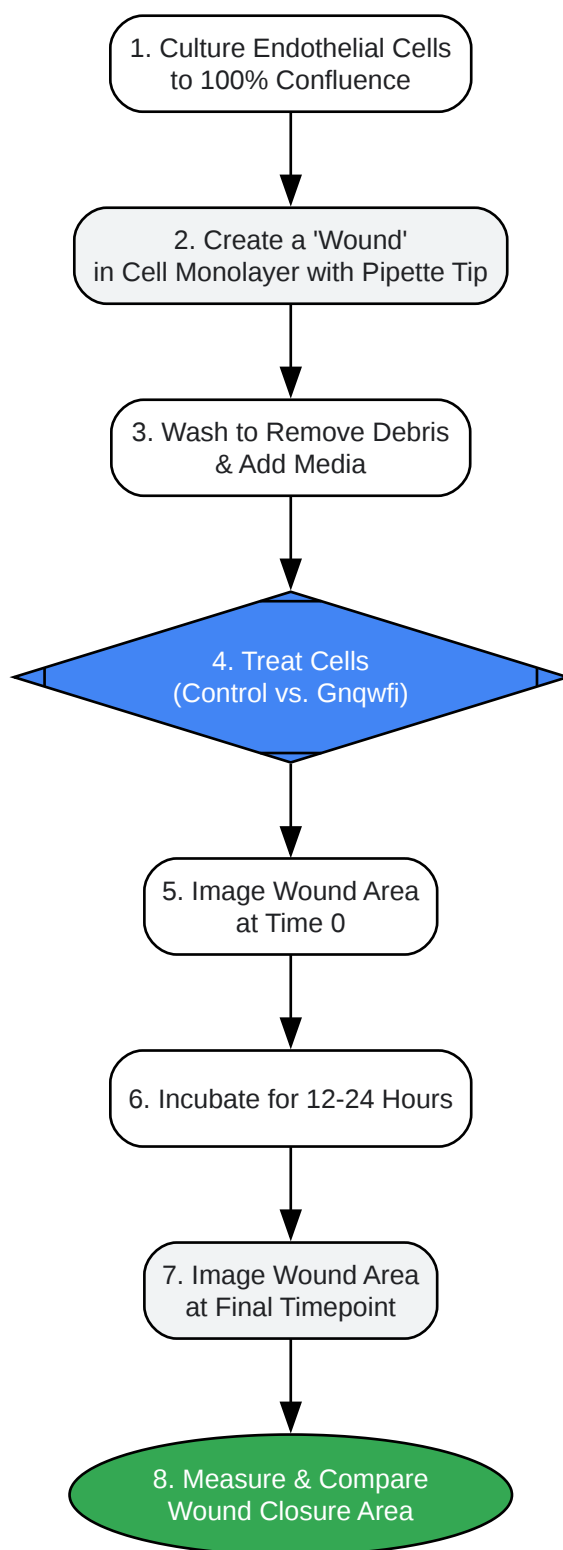 1. Culture Endothelial Cells
to 100% Confluence
2. Create a 'Wound'
in Cell Monolayer with Pipette Tip
3. Wash to Remove Debris
& Add Media
4. Treat Cells
(Control vs. Gnqwfi)
5. Image Wound Area
at Time 0
6. Incubate for 12-24 Hours
7. Image Wound Area
at Final Timepoint
8. Measure & Compare
Wound Closure Area